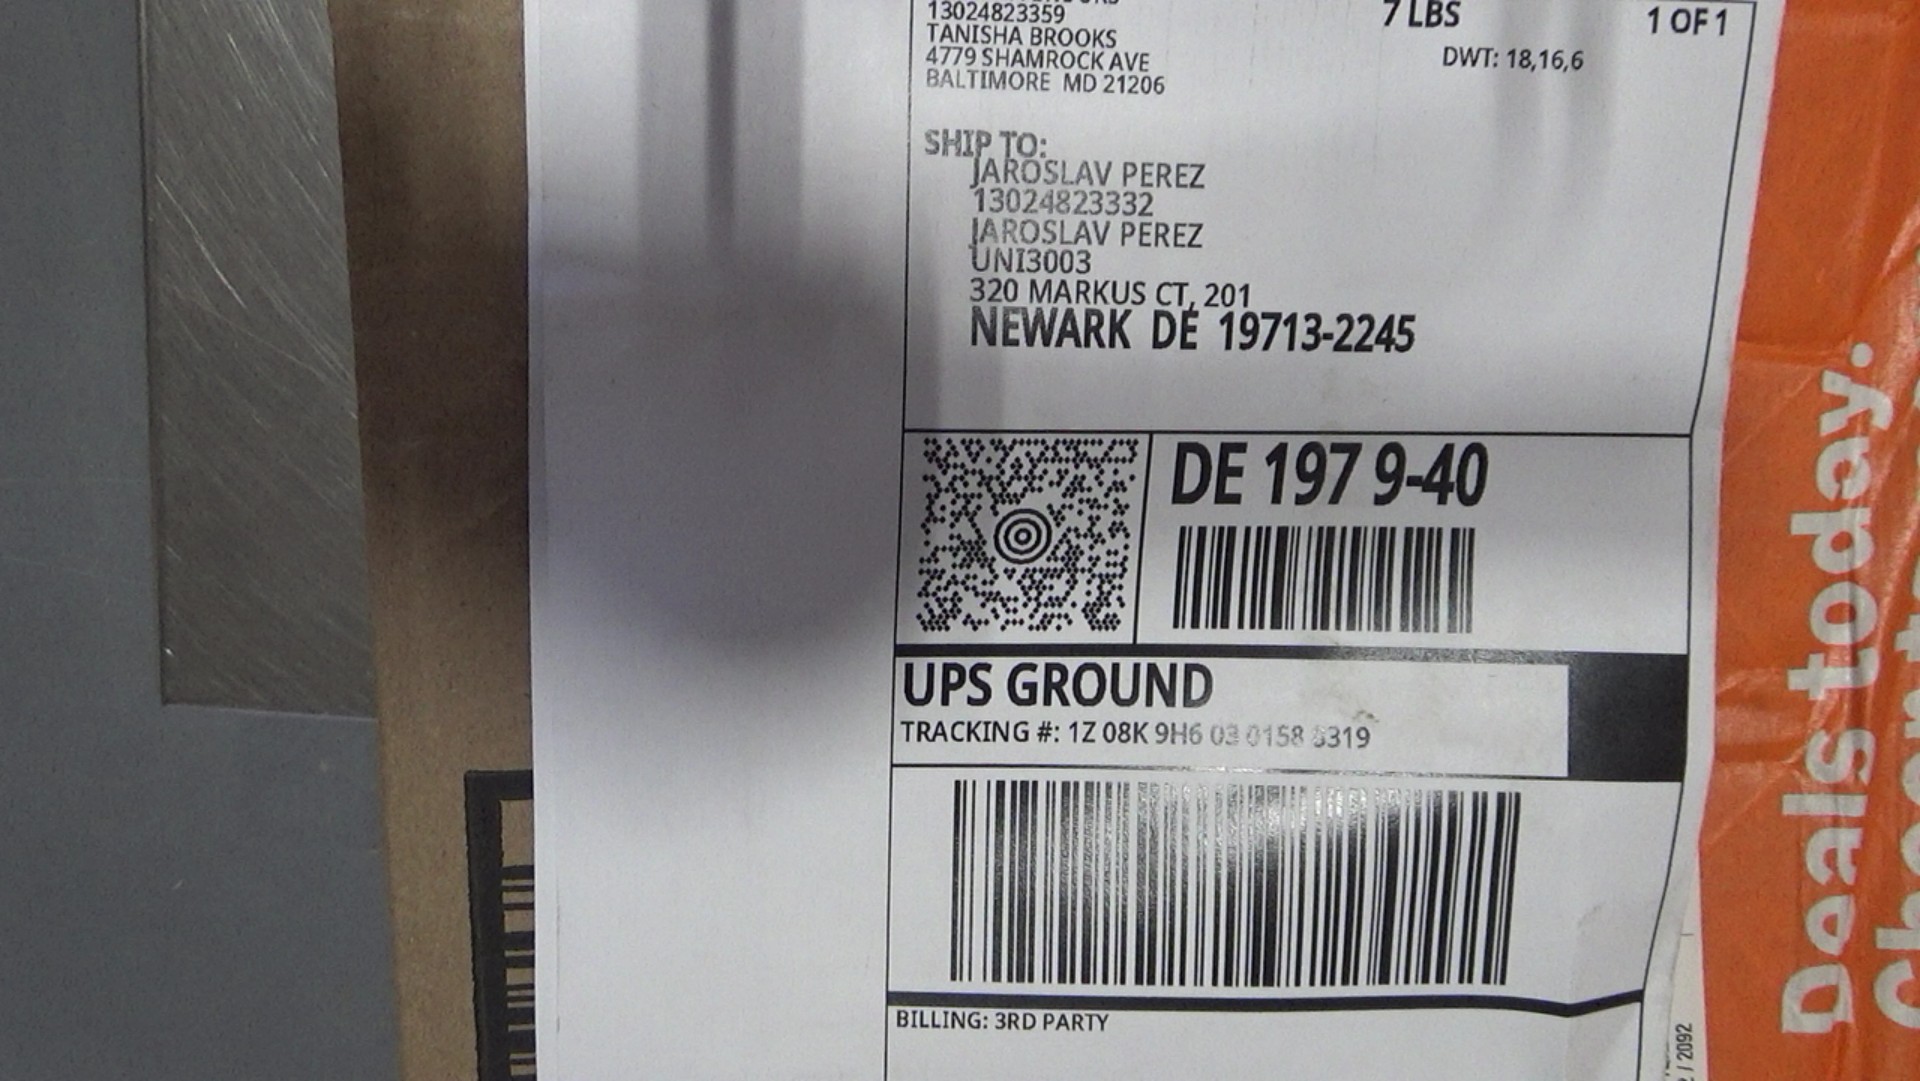 13024823359
TANISHA BROOKS
4779 SHAMROCK AVE
BALTIMORE MD 21206
7 LBS
1 OF 1
DWT: 18,16,6
SHIP TO:
JAROSLAV PEREZ
13024823332
JAROSLAV PEREZ
UNI3003
320 MARKUS CT, 201
NEWARK DE 19713-2245
DE 197 9-40
UPS GROUND
TRACKING #: 1Z 08K 9H6 03 0158
BILLING: 3RD PARTY
Deals today.
/ 2092